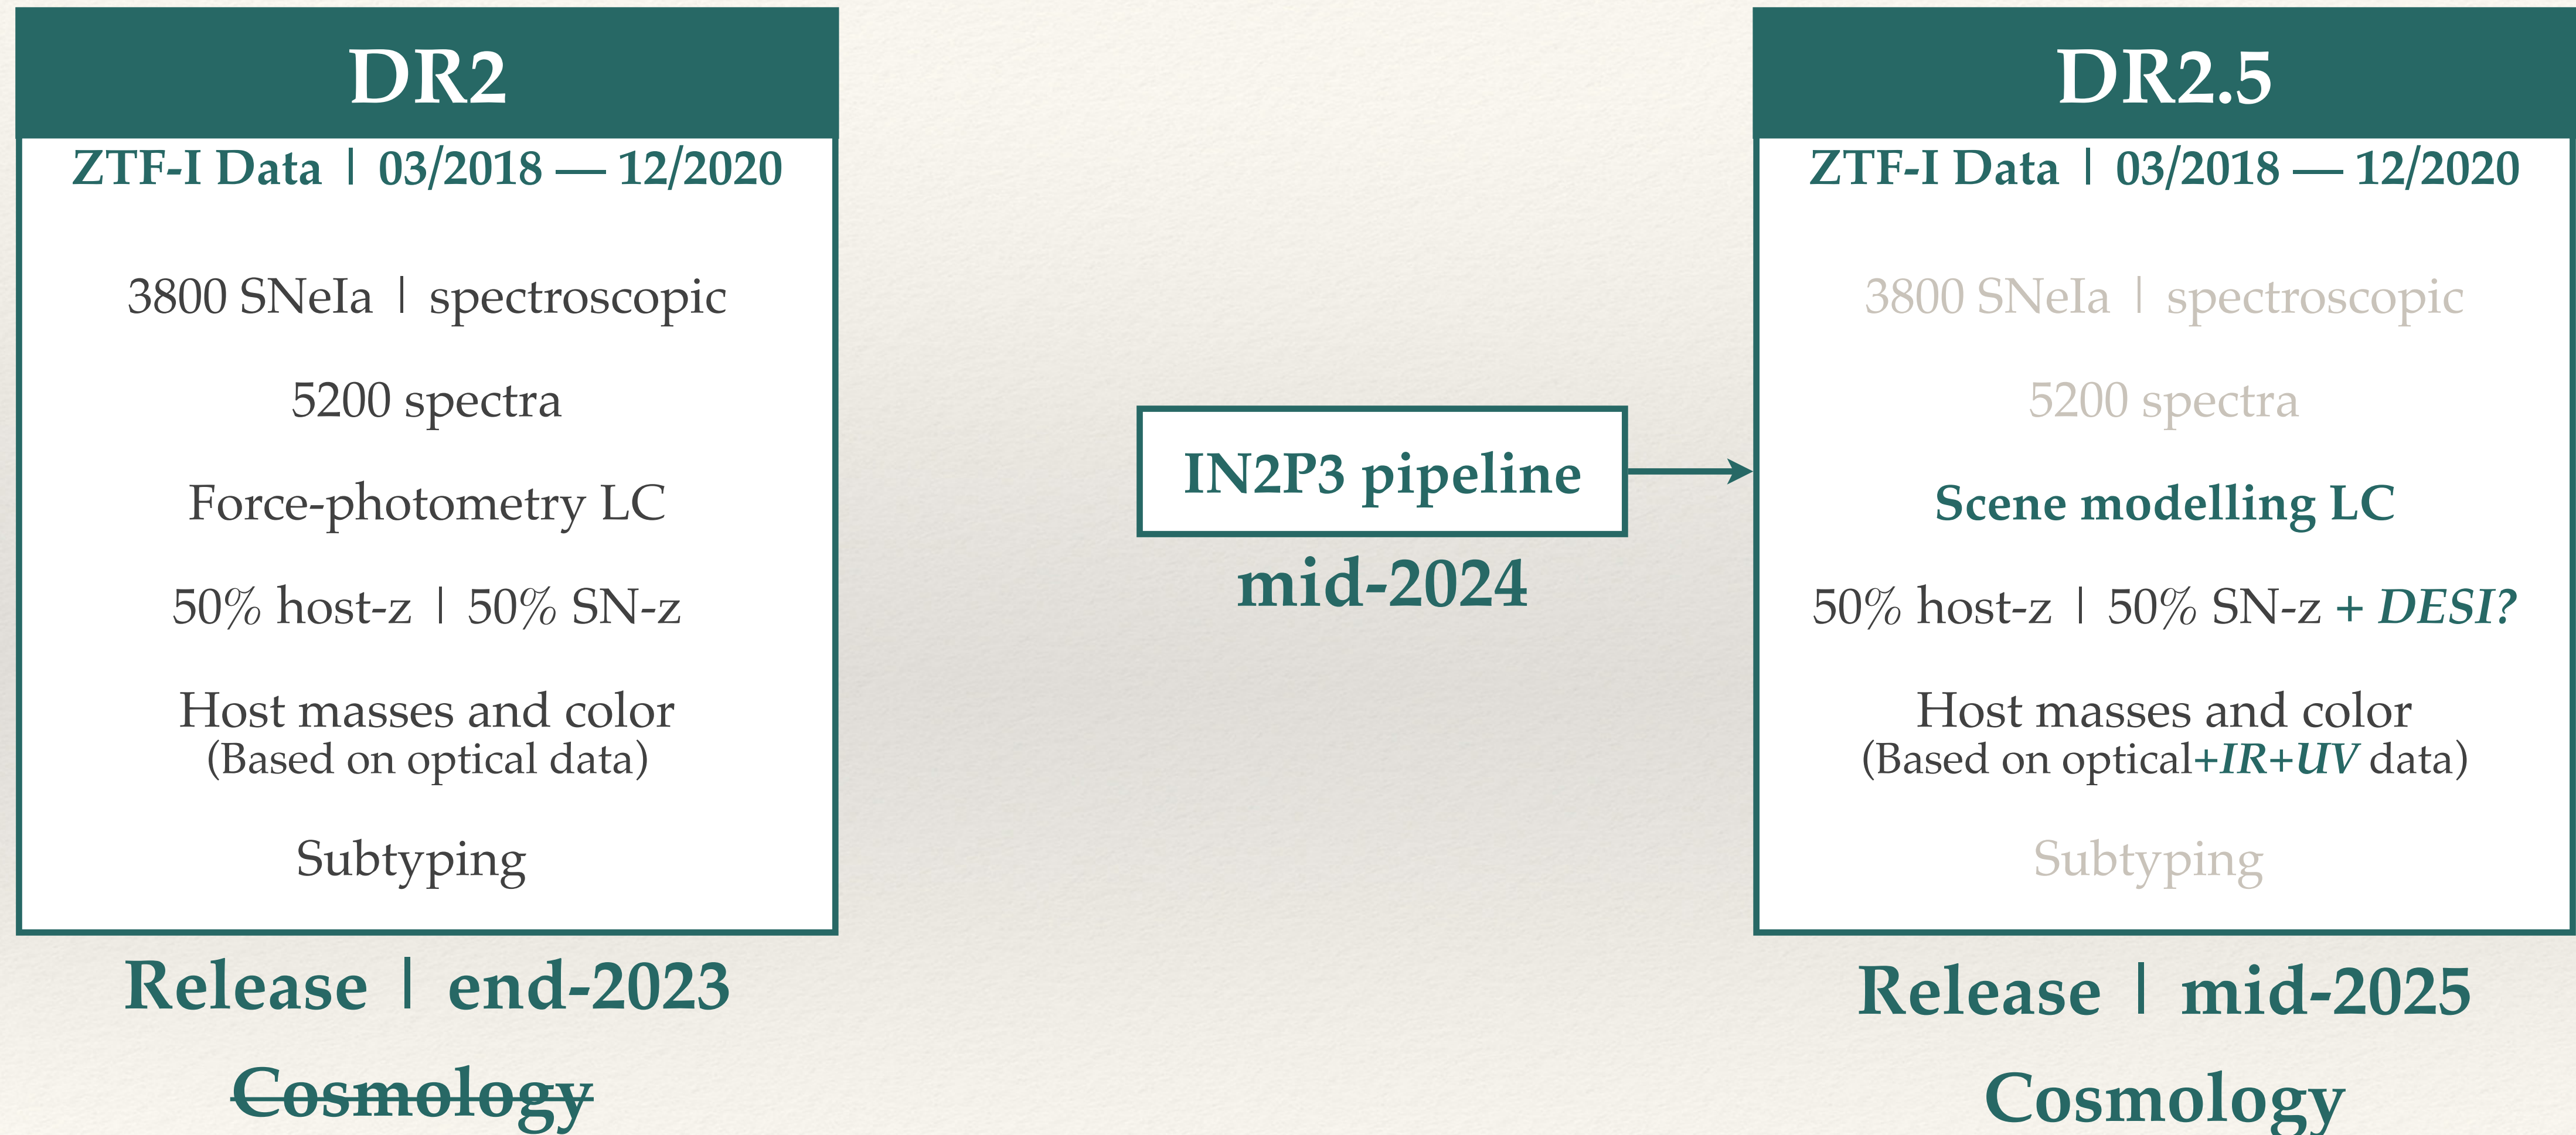 DR2
ZTF-I Data | 03/2018 — 12/2020
3800 SNeIa | spectroscopic
5200 spectra
Force-photometry LC
50% host-z | 50% SN-z
Host masses and color
(Based on optical data)
Subtyping
Release | end-2023
Cosmology
IN2P3 pipeline
mid-2024
DR2.5
ZTF-I Data | 03/2018 — 12/2020
3800 SNeIa | spectroscopic
5200 spectra
Scene modelling LC
50% host-z | 50% SN-z + DESI?
Host masses and color
(Based on optical+IR+UV data)
Subtyping
Release | mid-2025
Cosmology